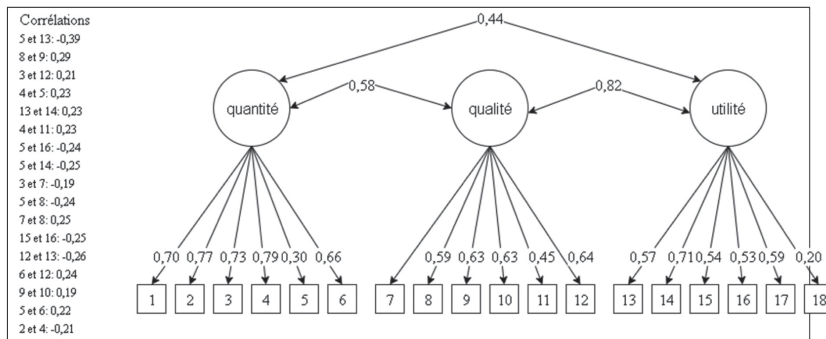 Corrélations
5 et 13: -0,39
8 et 9: 0,29
3 et 12: 0,21
4 et 5: 0,23
13 et 14: 0,23
4 et 11: 0,23
5 et 16: -0,24
5 et 14: -0,25
3 et 7: -0,19
5 et 8: -0,24
7 et 8: 0,25
15 et 16: -0,25
12 et 13: -0,26
6 et 12: 0,24
9 et 10: 0,19
5 et 6: 0,22
2 et 4: -0,21
0,44
0,58 0,82
quantité qualité utilité
0,70 0,77 0,73 0,79 0,30 0,66 0,59 0,63 0,63 0,45 0,64 0,57 0,71 0,54 0,53 0,59 0,20
1 2 3 4 5 6 7 8 9 10 11 12 13 14 15 16 17 18